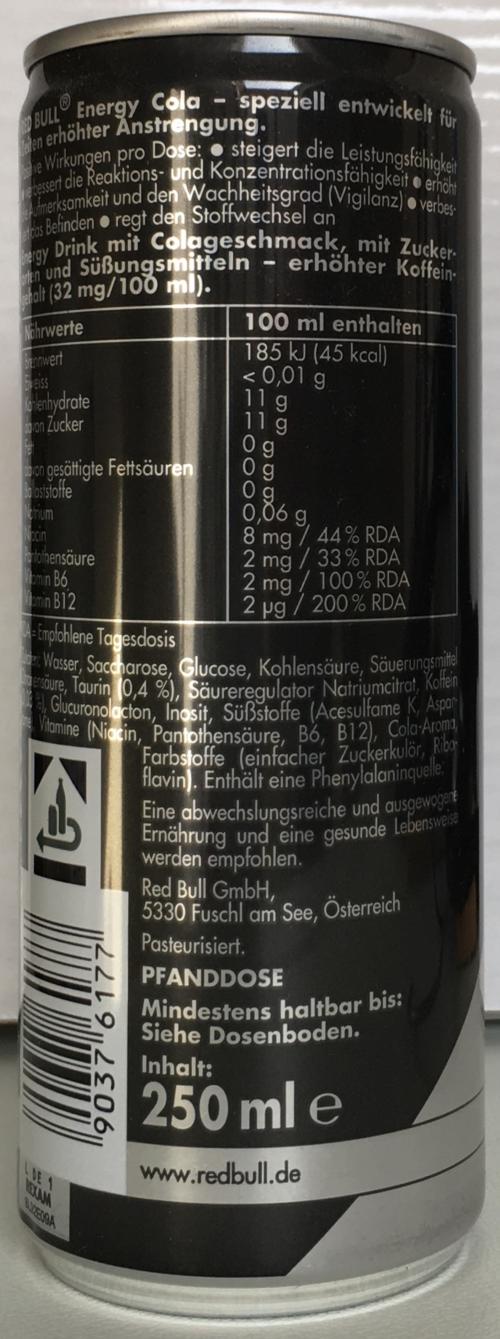 RED BULL® Energy Cola – speziell entwickelt für
Zeiten erhöhter Anstrengung.
Wirkungen pro Dose: ● steigert die Leistungsfähigkeit
● verbessert die Reaktions- und Konzentrationsfähigkeit ● erhöht
die Aufmerksamkeit und den Wachheitsgrad (Vigilanz) ● verbes-
sert das Befinden ● regt den Stoffwechsel an
Energy Drink mit Colageschmack, mit Zucker-
arten und Süßungsmitteln – erhöhter Koffein-
gehalt (32 mg/100 ml).
Nährwerte 100 ml enthalten
Brennwert 185 kJ (45 kcal)
Eiweiss < 0,01 g
Kohlenhydrate 11 g
davon Zucker 11 g
Fett 0 g
davon gesättigte Fettsäuren 0 g
Ballaststoffe 0 g
Natrium 0,06 g
Niacin 8 mg / 44 % RDA
Pantothensäure 2 mg / 33 % RDA
Vitamin B6 2 mg / 100 % RDA
Vitamin B12 2 µg / 200 % RDA
RDA = Empfohlene Tagesdosis
Zutaten: Wasser, Saccharose, Glucose, Kohlensäure, Säuerungsmittel
Zitronensäure, Taurin (0,4 %), Säureregulator Natriumcitrat, Koffein
%), Glucuronolacton, Inosit, Süßstoffe (Acesulfame K, Aspar-
tame), Vitamine (Niacin, Pantothensäure, B6, B12), Cola-Aroma,
Farbstoffe (einfacher Zuckerkulör, Ribo-
flavin). Enthält eine Phenylalaninquelle.
Eine abwechslungsreiche und ausgewogene
Ernährung und eine gesunde Lebensweise
werden empfohlen.
Red Bull GmbH,
5330 Fuschl am See, Österreich
Pasteurisiert.
PFANDDOSE
Mindestens haltbar bis:
Siehe Dosenboden.
Inhalt:
250 ml e
www.redbull.de
90376177
L DE 1
REXAM